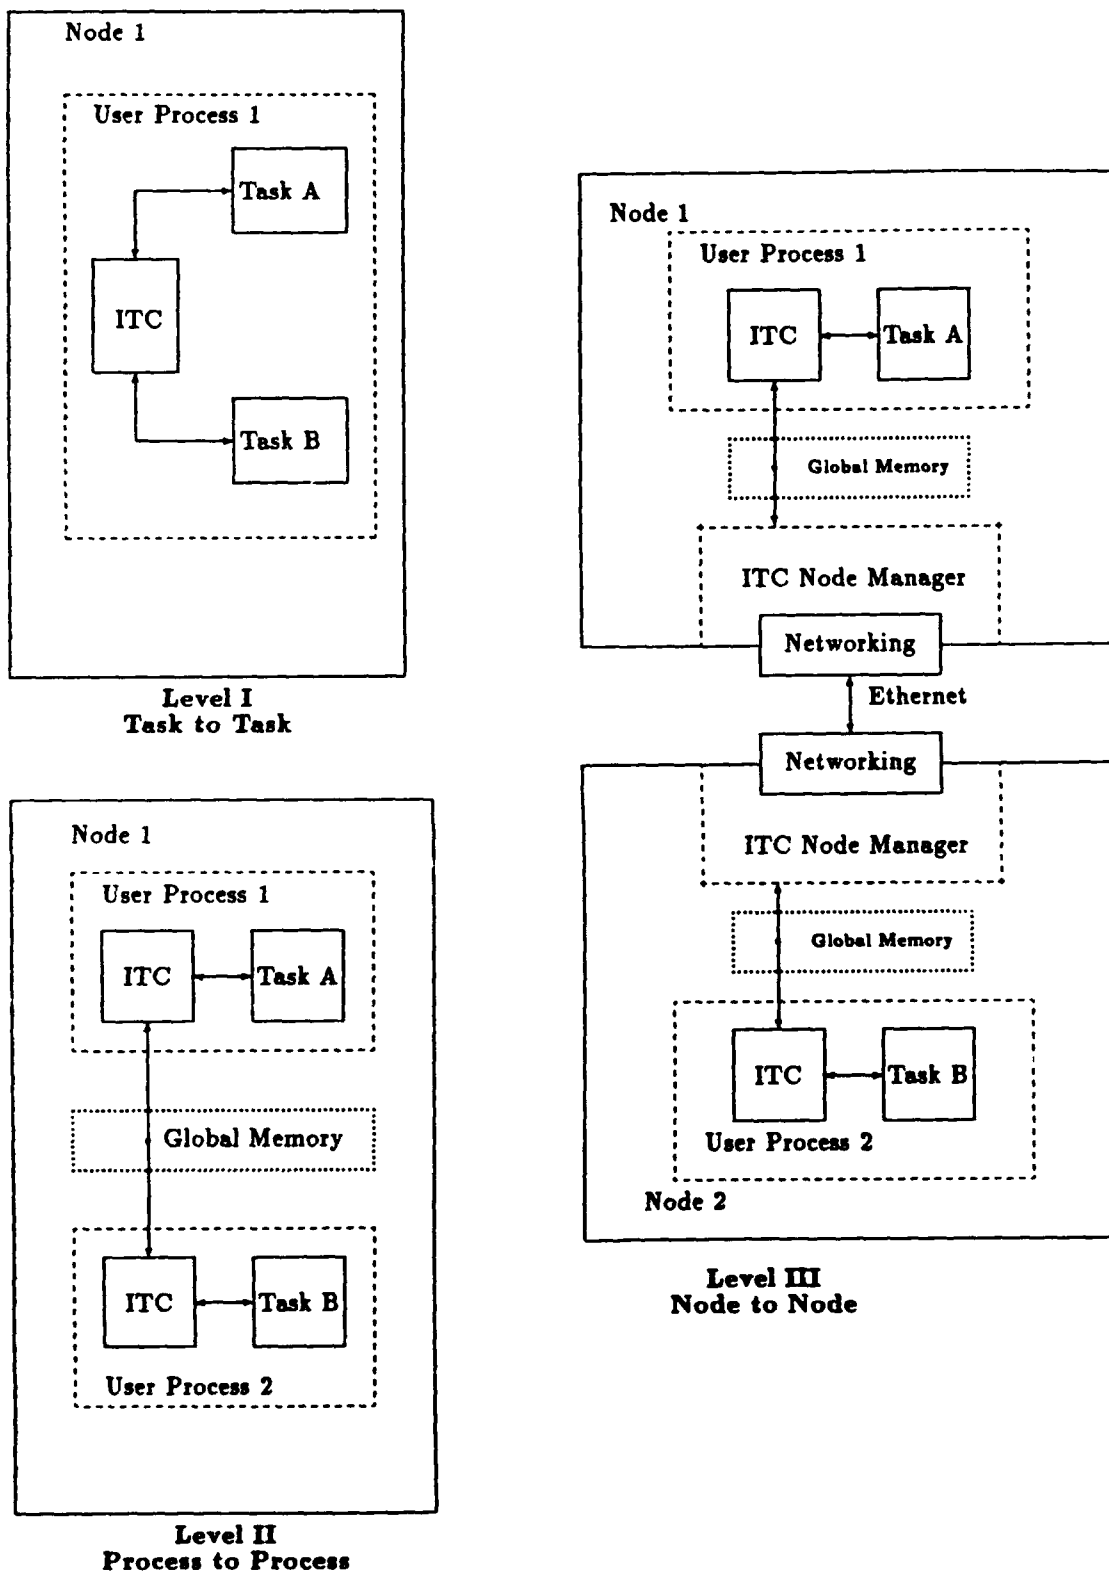 Node 1
User Process 1
Task A
ITC
Task B
Level I
Task to Task
Node 1
User Process 1
ITC
Task A
Global Memory
ITC
Task B
User Process 2
Level II
Process to Process
Node 1
User Process 1
ITC
Task A
Global Memory
ITC Node Manager
Networking
Ethernet
Networking
ITC Node Manager
Global Memory
ITC
Task B
User Process 2
Node 2
Level III
Node to Node